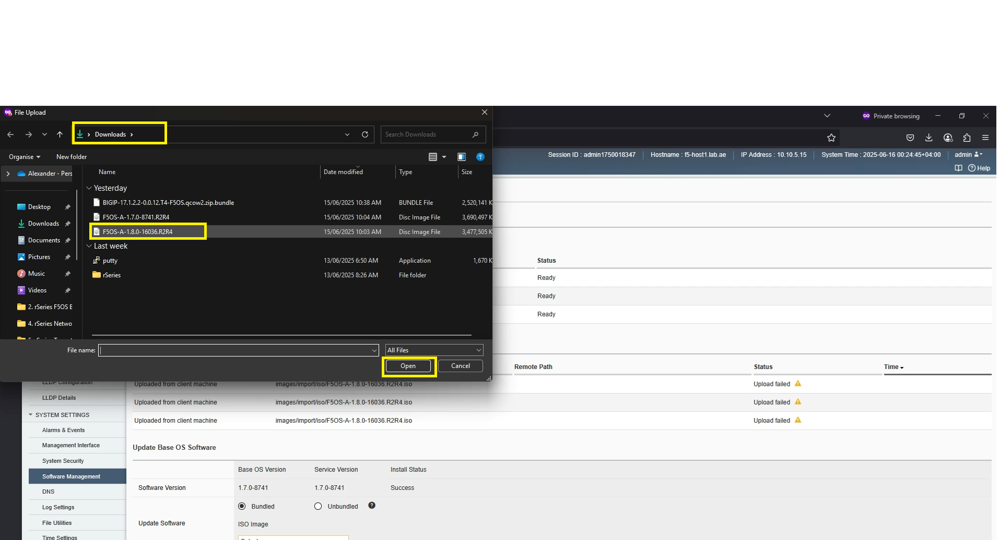 File Upload
Private browsing
Downloads
Search Downloads
Session ID : admin1750018347 Hostname : f5-host1.lab.ae IP Address : 10.10.5.15 System Time : 2025-06-16 00:24:45+04:00 admin
Organise New folder
Help
Alexander - Pers
Name Date modified Type Size
Yesterday
BIGIP-17.1.2.2-0.0.12.T4-F5OS.qcow2.zip.bundle 15/06/2025 10:38 AM BUNDLE File 2,520,141 K
F5OS-A-1.7.0-8741.R2R4 15/06/2025 10:04 AM Disc Image File 3,690,497 K
F5OS-A-1.8.0-16036.R2R4 15/06/2025 10:03 AM Disc Image File 3,477,505 K
Last week
putty 13/06/2025 6:50 AM Application 1,670 K
rSeries 13/06/2025 8:26 AM File folder
Desktop
Downloads
Documents
Pictures
Music
Videos
2. rSeries F5OS E
4. rSeries Netwo
File name: All Files
Open Cancel
Status
Ready
Ready
Ready
Remote Path Status Time
Uploaded from client machine images/import/iso/F5OS-A-1.8.0-16036.R2R4.iso Upload failed
Uploaded from client machine images/import/iso/F5OS-A-1.8.0-16036.R2R4.iso Upload failed
Uploaded from client machine images/import/iso/F5OS-A-1.8.0-16036.R2R4.iso Upload failed
LLDP Configuration
LLDP Details
SYSTEM SETTINGS
Alarms & Events
Management Interface
System Security
Software Management
DNS
Log Settings
File Utilities
Time Settings
Update Base OS Software
Base OS Version Service Version Install Status
Software Version 1.7.0-8741 1.7.0-8741 Success
Bundled Unbundled
Update Software
ISO Image